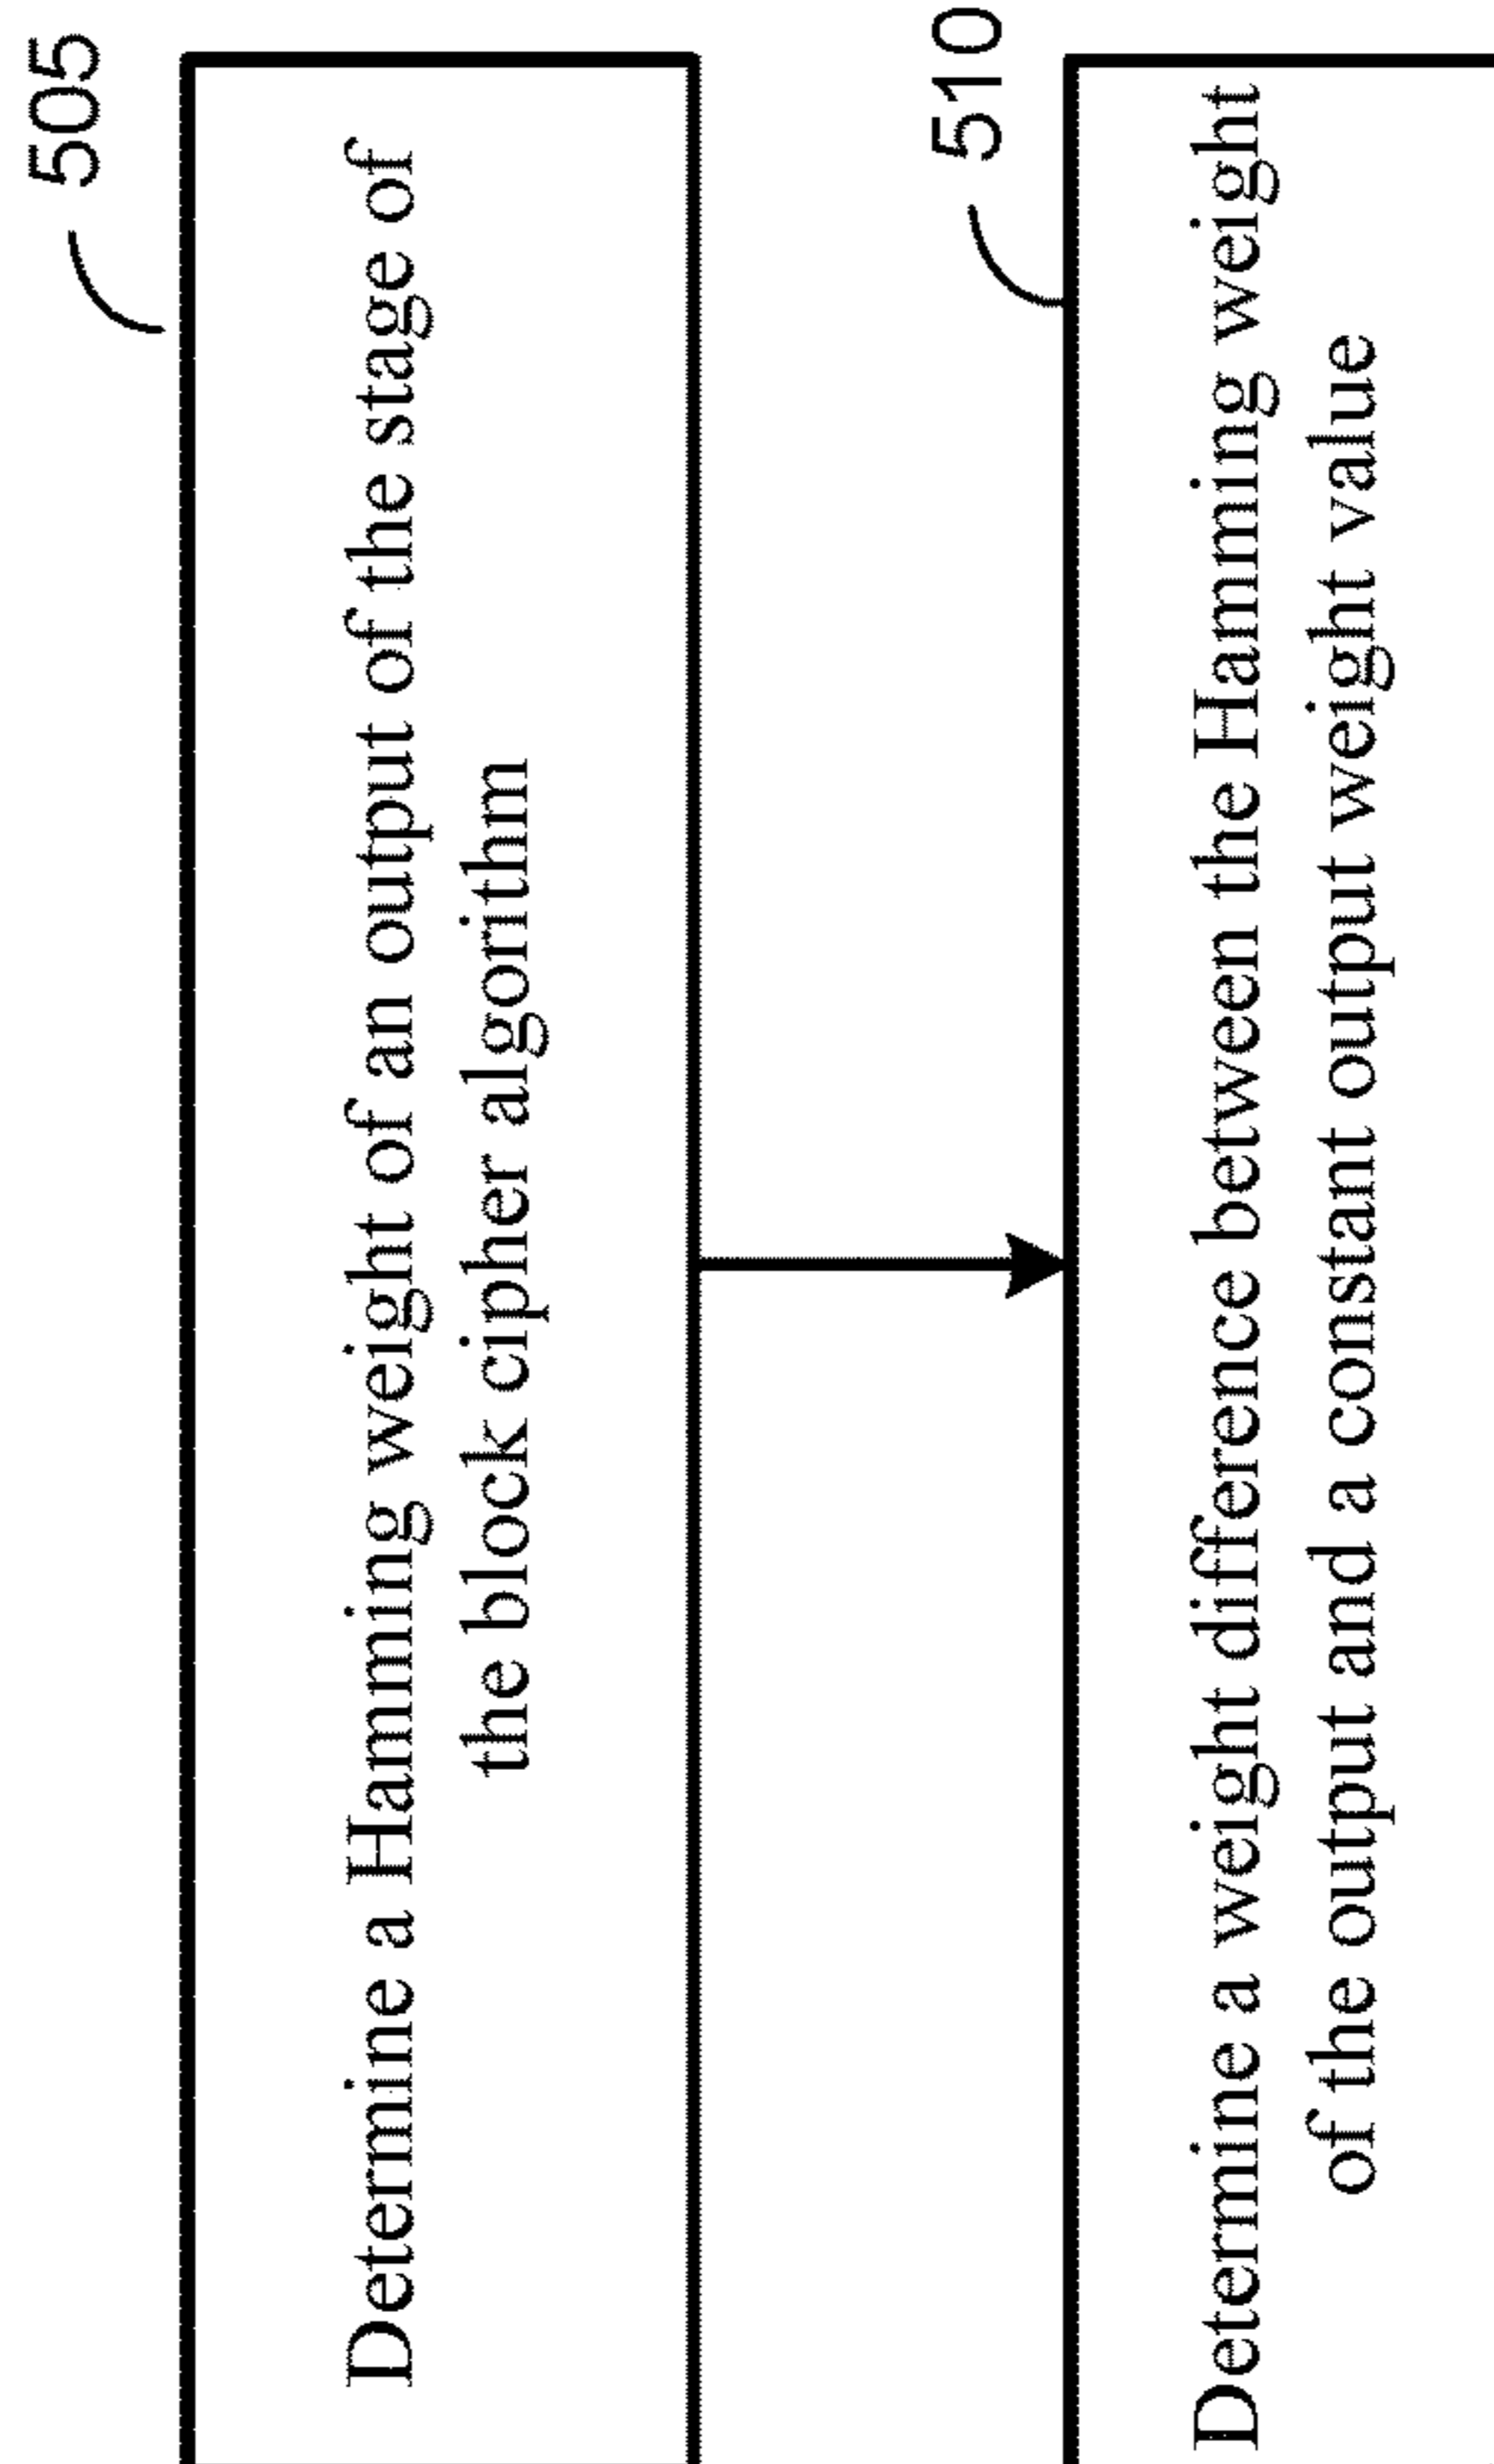 505
Determine a Hamming weight of an output of the stage of
the block cipher algorithm
510
Determine a weight difference between the Hamming weight
of the output and a constant output weight value